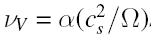 ν_V = α(c_s^2/Ω).